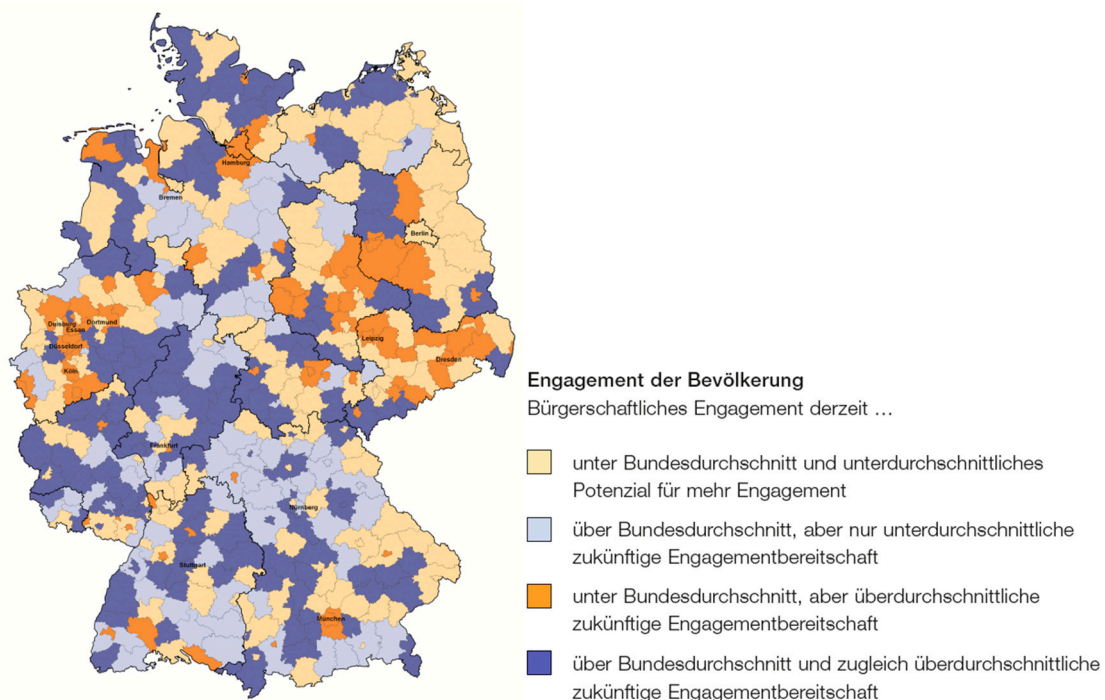 Hamburg
Bremen
Berlin
Duisburg
Essen
Dortmund
Düsseldorf
Köln
Leipzig
Dresden
Frankfurt
Nürnberg
Stuttgart
München
Engagement der Bevölkerung
Bürgerschaftliches Engagement derzeit …
unter Bundesdurchschnitt und unterdurchschnittliches
Potenzial für mehr Engagement
über Bundesdurchschnitt, aber nur unterdurchschnittliche
zukünftige Engagementbereitschaft
unter Bundesdurchschnitt, aber überdurchschnittliche
zukünftige Engagementbereitschaft
über Bundesdurchschnitt und zugleich überdurchschnittliche
zukünftige Engagementbereitschaft